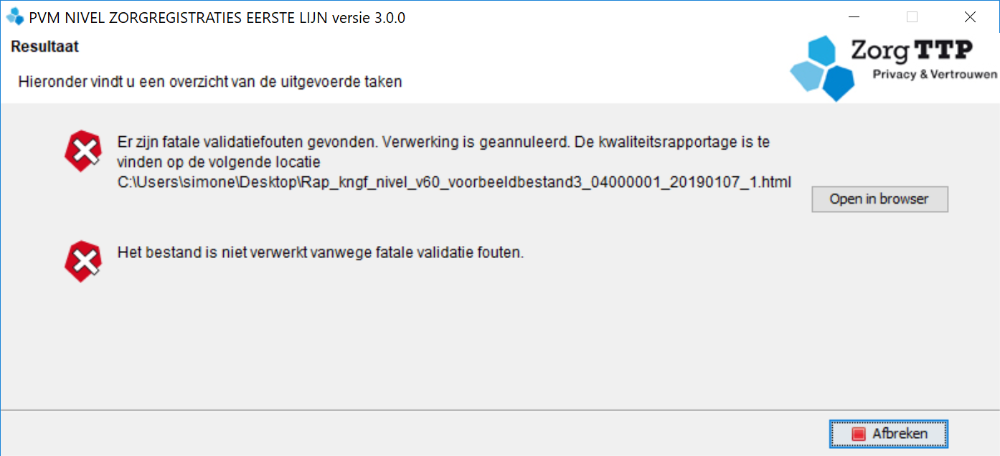 PVM NIVEL ZORGREGISTRATIES EERSTE LIJN versie 3.0.0
Resultaat
Hieronder vindt u een overzicht van de uitgevoerde taken
Zorg TTP
Privacy & Vertrouwen
Er zijn fatale validatiefouten gevonden. Verwerking is geannuleerd. De kwaliteitsrapportage is te
vinden op de volgende locatie
C:\Users\simone\Desktop\Rap_kngf_nivel_v60_voorbeeldbestand3_04000001_20190107_1.html
Open in browser
Het bestand is niet verwerkt vanwege fatale validatie fouten.
Afbreken